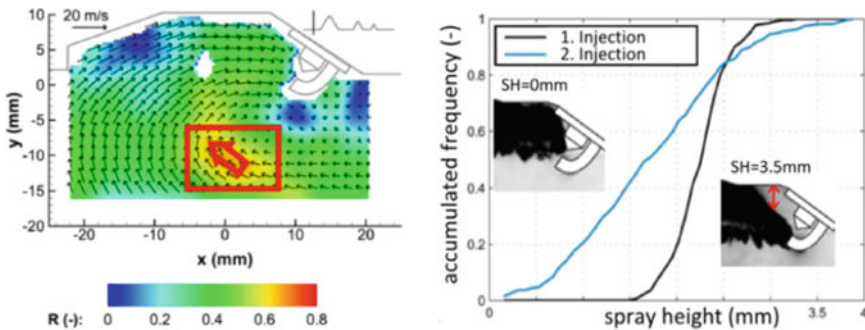 20 m/s
10
5
0
-5
-10
-15
-20
-20
-10
0
10
20
y (mm)
x (mm)
R (-):
0
0.2
0.4
0.6
0.8
1
0.8
0.6
0.4
0.2
0
accumulated frequency (-)
1. Injection
2. Injection
SH=0mm
SH=3.5mm
3.5
spray height (mm)